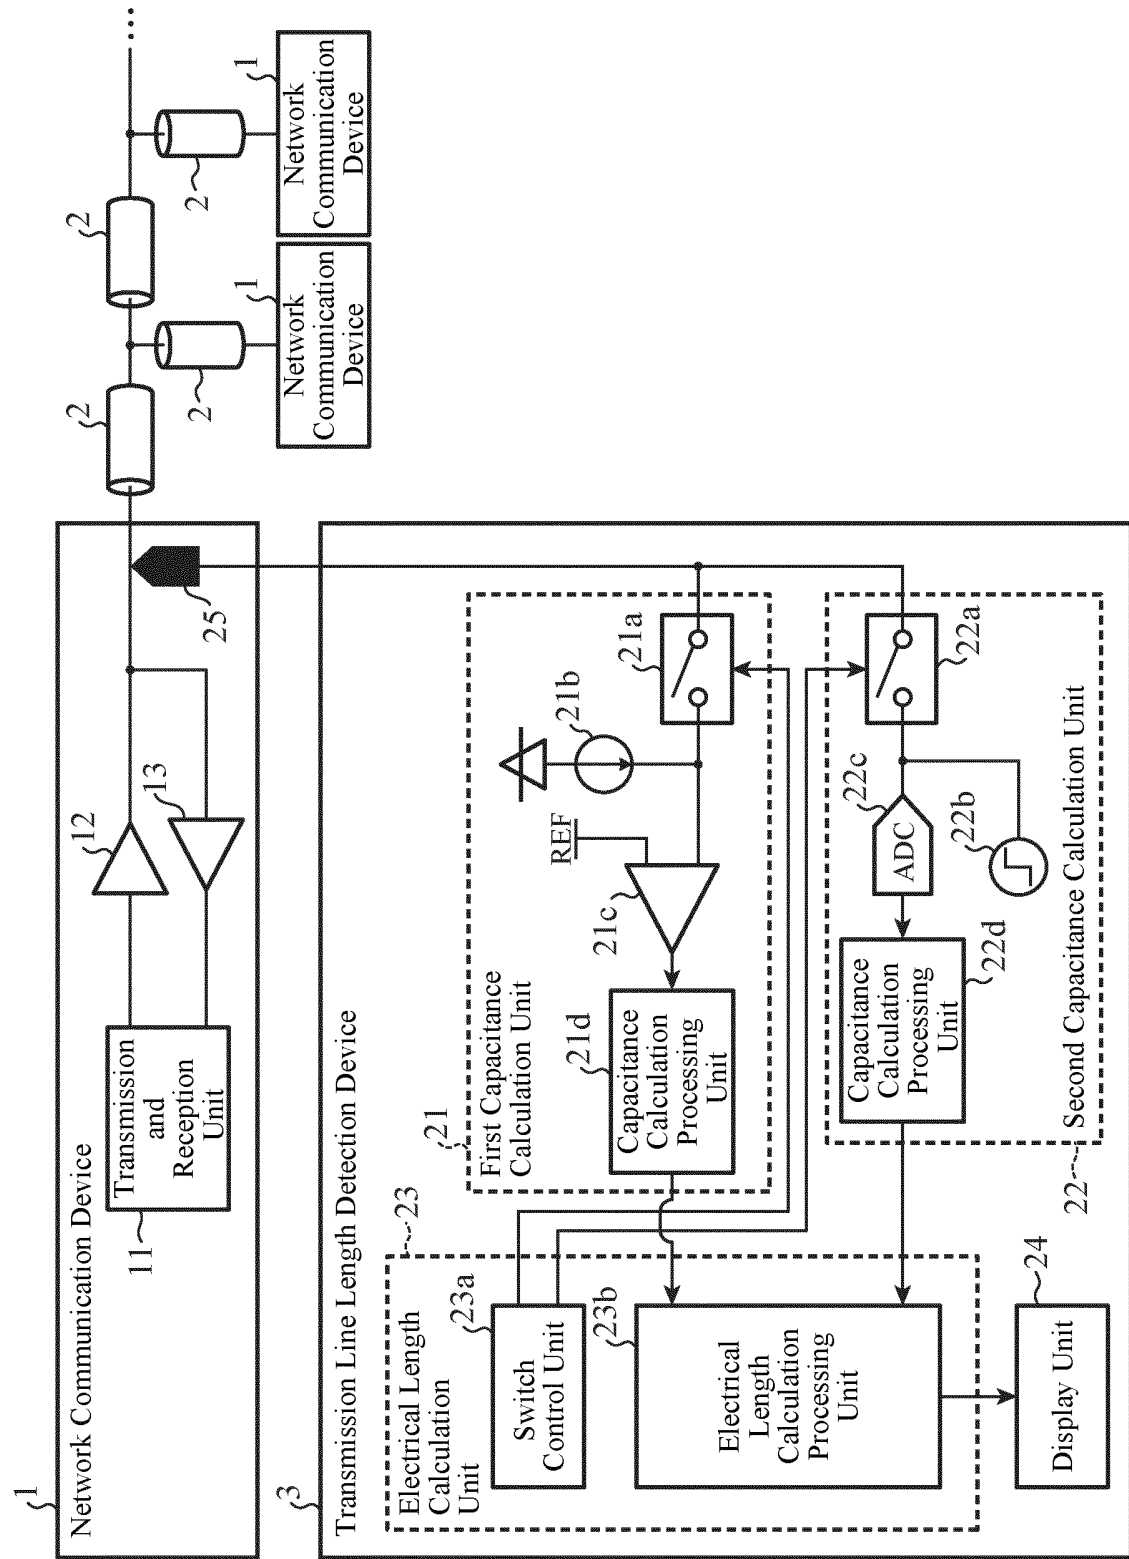 1
Network Communication Device
11
Transmission
and
Reception
Unit
12
13
25
2
2
...
2
2
1
Network
Communication
Device
1
Network
Communication
Device
3
Transmission Line Length Detection Device
Electrical Length
Calculation
Unit
23
23a
Switch
Control Unit
23b
Electrical
Length
Calculation
Processing
Unit
21
First Capacitance
Calculation Unit
21d
Capacitance
Calculation
Processing
Unit
21c
REF
21b
21a
22a
22c
ADC
22b
22d
Capacitance
Calculation
Processing
Unit
22
Second Capacitance Calculation Unit
24
Display Unit